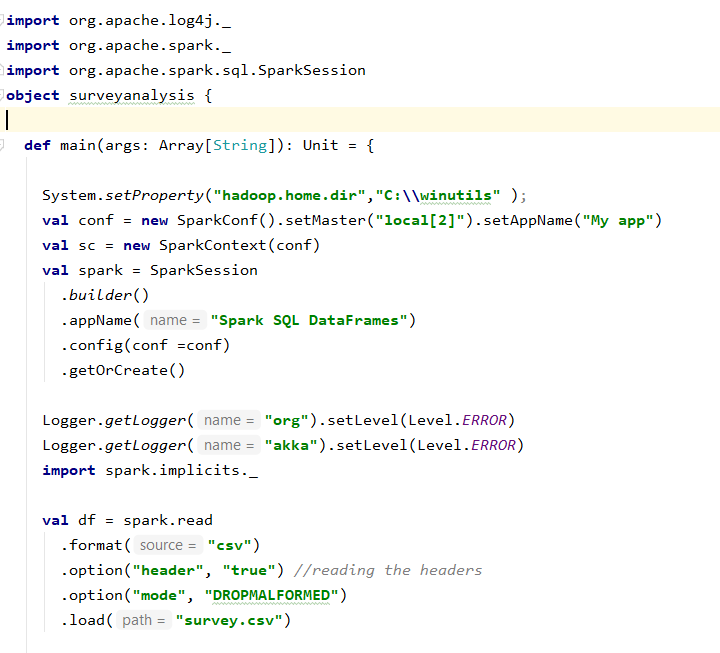 import org.apache.log4j._
import org.apache.spark._
import org.apache.spark.sql.SparkSession
object surveyanalysis {
def main(args: Array[String]): Unit = {
System.setProperty("hadoop.home.dir","C:\\winutils" );
val conf = new SparkConf().setMaster("local[2]").setAppName("My app")
val sc = new SparkContext(conf)
val spark = SparkSession
.builder()
.appName( name = "Spark SQL DataFrames")
.config(conf =conf)
.getOrCreate()
Logger.getLogger( name = "org").setLevel(Level.ERROR)
Logger.getLogger( name = "akka").setLevel(Level.ERROR)
import spark.implicits._
val df = spark.read
.format( source = "csv")
.option("header", "true") //reading the headers
.option("mode", "DROPMALFORMED")
.load( path = "survey.csv")